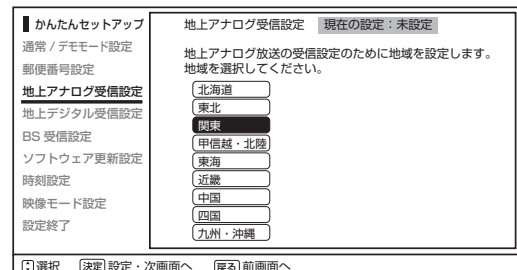 かんたんセットアップ
通常 / デモモード設定
郵便番号設定
地上アナログ受信設定
地上デジタル受信設定
BS 受信設定
ソフトウェア更新設定
時刻設定
映像モード設定
設定終了
地上アナログ受信設定 現在の設定：未設定
地上アナログ放送の受信設定のために地域を設定します。
地域を選択してください。
北海道
東北
関東
甲信越・北陸
東海
近畿
中国
四国
九州・沖縄
選択 決定 設定・次画面へ 戻る 前画面へ